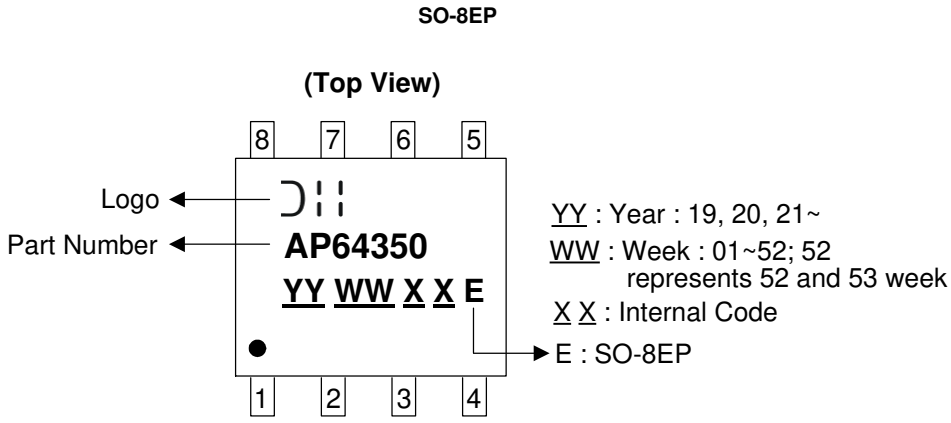 SO-8EP
(Top View)
8 7 6 5
Logo
Part Number
AP64350
YY WW X X E
YY : Year : 19, 20, 21~
WW : Week : 01~52; 52
represents 52 and 53 week
X X : Internal Code
E : SO-8EP
1 2 3 4